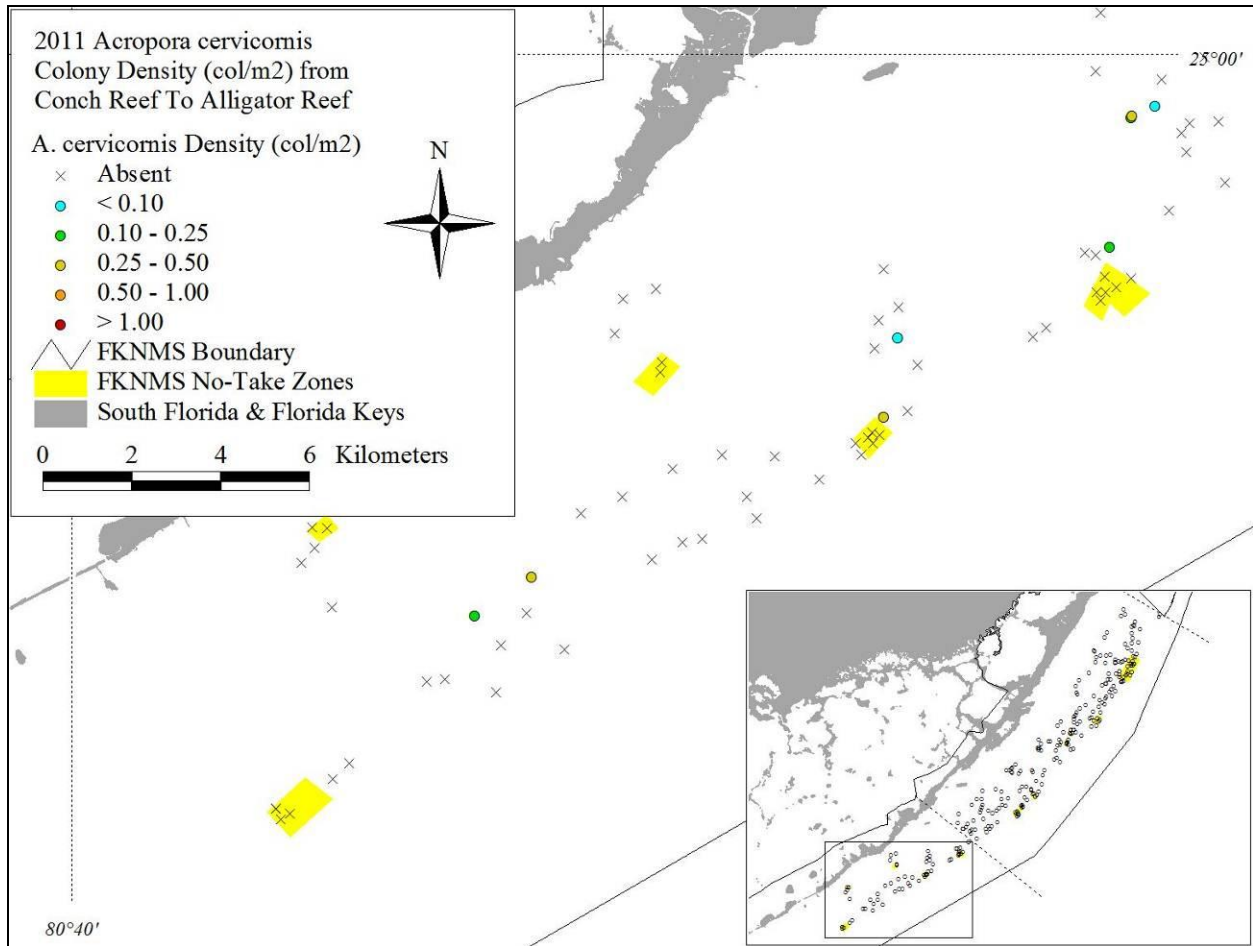 2011 Acropora cervicornis
Colony Density (col/m2) from
Conch Reef To Alligator Reef
A. cervicornis Density (col/m2)
Absent
< 0.10
0.10 - 0.25
0.25 - 0.50
0.50 - 1.00
> 1.00
FKNMS Boundary
FKNMS No-Take Zones
South Florida & Florida Keys
0 2 4 6 Kilometers
N
25°00'
80°40'